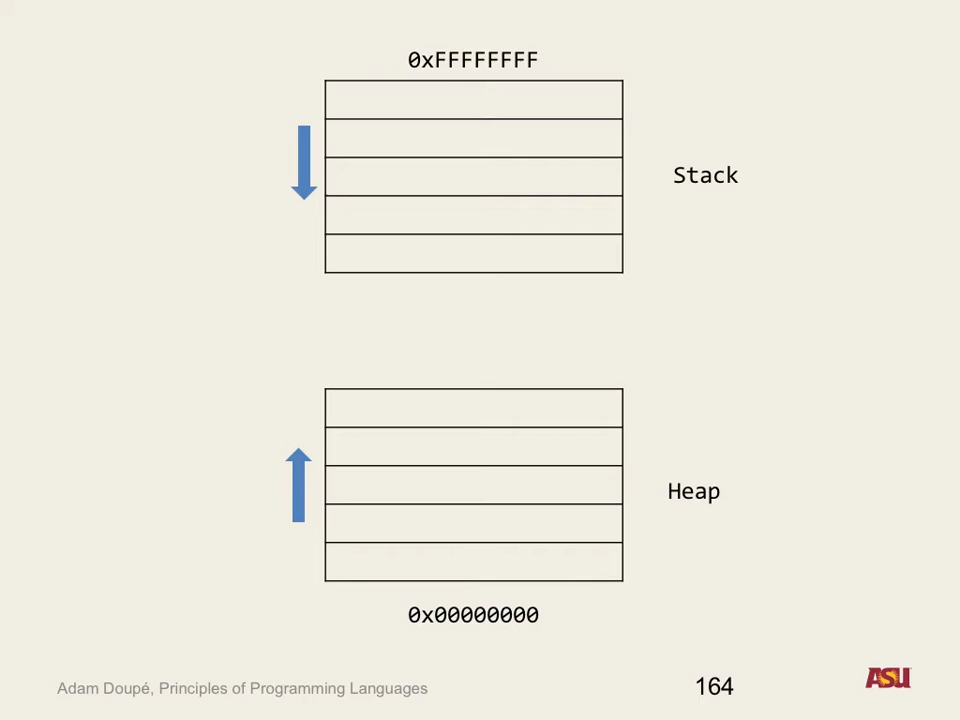 0xFFFFFFFF
Stack
Heap
0x00000000
Adam Doupé, Principles of Programming Languages
164
ASU